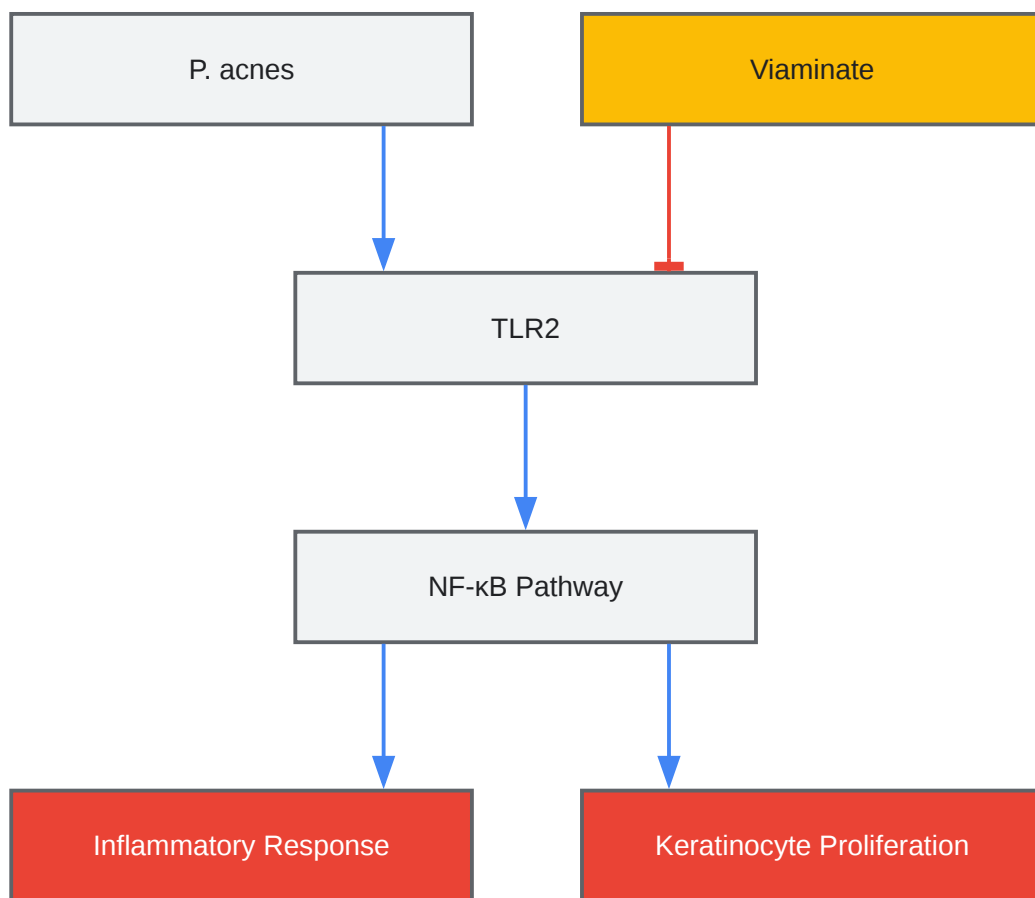 P. acnes
Viaminate
TLR2
NF-κB Pathway
Inflammatory Response
Keratinocyte Proliferation